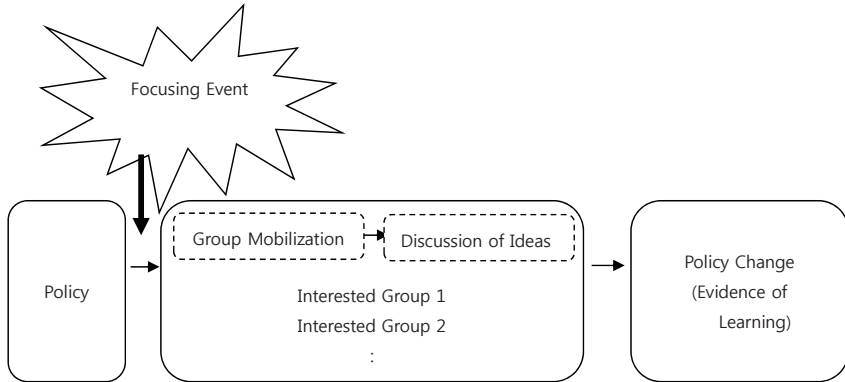 Focusing Event
Policy
Group Mobilization
Discussion of Ideas
Interested Group 1
Interested Group 2
:
Policy Change
(Evidence of
Learning)